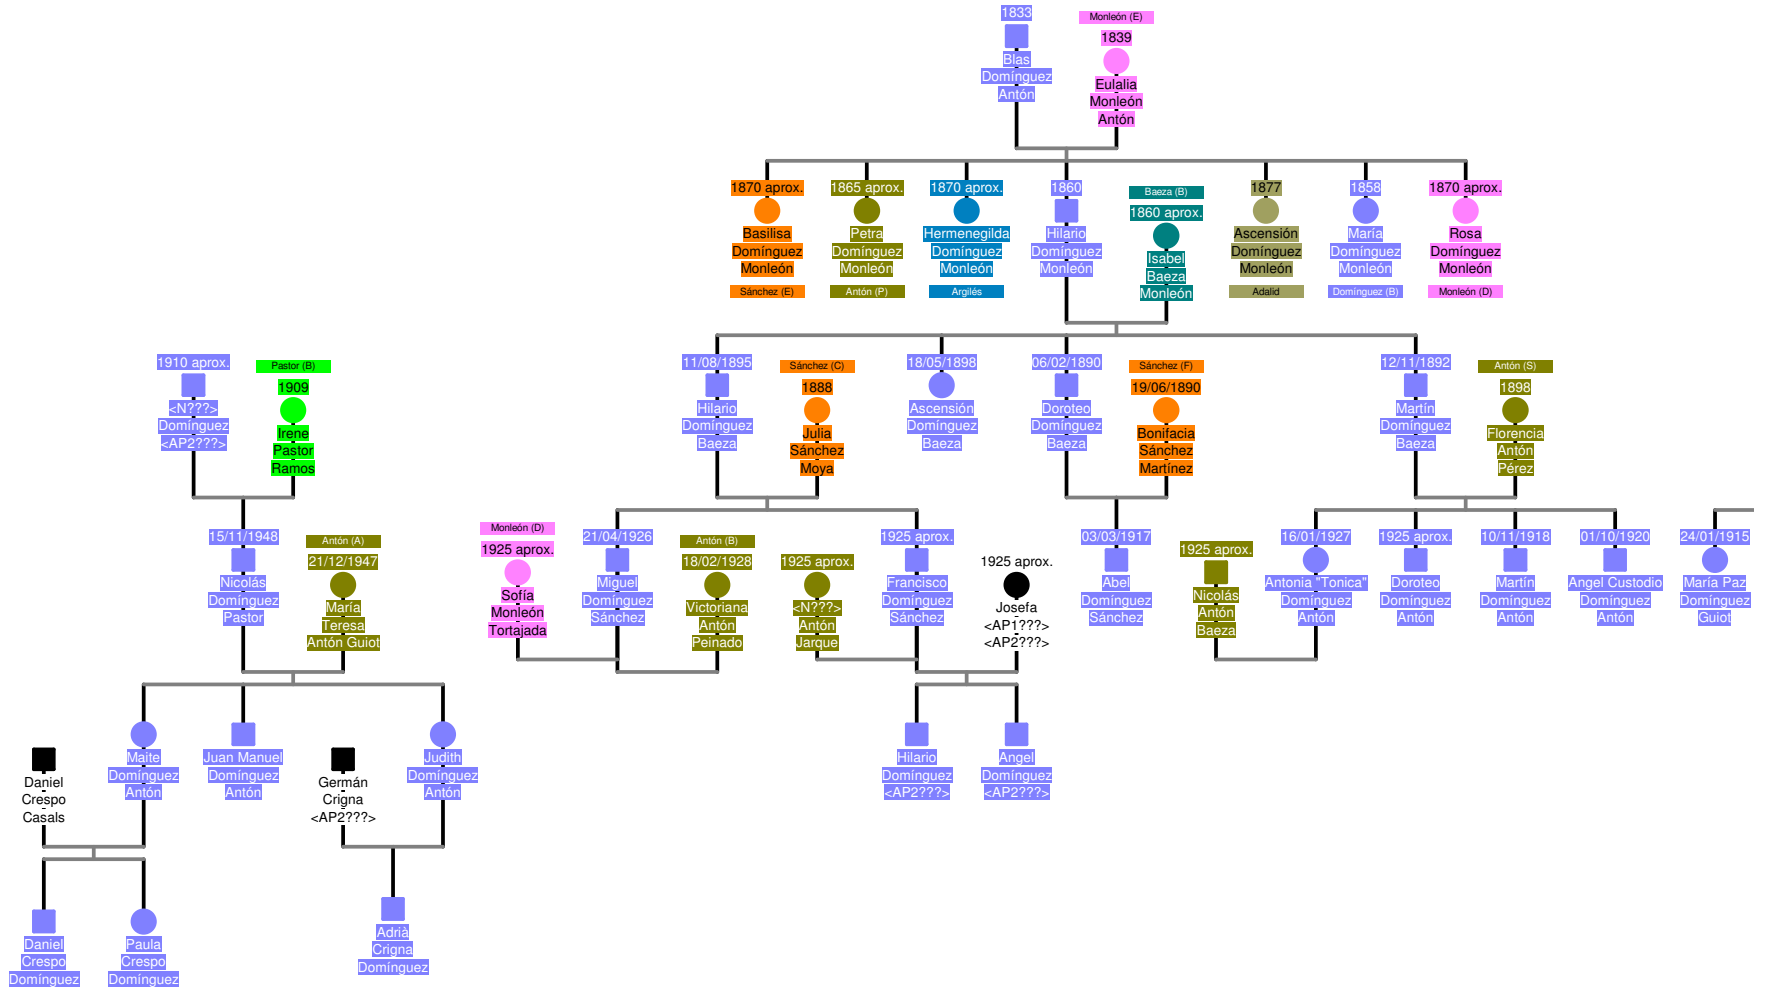 1833
Blas
Domínguez
Antón
Monleón (E)
1839
Eulalia
Monleón
Antón
1870 aprox.
Basilisa
Domínguez
Monleón
Sánchez (E)
1865 aprox.
Petra
Domínguez
Monleón
Antón (P)
1870 aprox.
Hermenegilda
Domínguez
Monleón
Argilés
1860
Hilario
Domínguez
Monleón
Baeza (B)
1860 aprox.
Isabel
Baeza
Monleón
1877
Ascensión
Domínguez
Monleón
Adalid
1858
María
Domínguez
Monleón
Domínguez (B)
1870 aprox.
Rosa
Domínguez
Monleón
Monleón (D)
1910 aprox.
<N???>
Domínguez
<AP2???>
Pastor (B)
1909
Irene
Pastor
Ramos
11/08/1895
Hilario
Domínguez
Baeza
Sánchez (C)
1888
Julia
Sánchez
Moya
18/05/1898
Ascensión
Domínguez
Baeza
06/02/1890
Doroteo
Domínguez
Baeza
Sánchez (F)
19/06/1890
Bonifacia
Sánchez
Martínez
12/11/1892
Martín
Domínguez
Baeza
Antón (S)
1898
Florencia
Antón
Pérez
15/11/1948
Nicolás
Domínguez
Pastor
Antón (A)
21/12/1947
María
Teresa
Antón Guiot
Monleón (D)
1925 aprox.
Sofía
Monleón
Tortajada
21/04/1926
Miguel
Domínguez
Sánchez
Antón (B)
18/02/1928
Victoriana
Antón
Peinado
1925 aprox.
<N???>
Antón
Jarque
1925 aprox.
Francisco
Domínguez
Sánchez
1925 aprox.
Josefa
<AP1???>
<AP2???>
03/03/1917
Abel
Domínguez
Sánchez
1925 aprox.
Nicolás
Antón
Baeza
16/01/1927
Antonia "Tonica"
Domínguez
Antón
1925 aprox.
Doroteo
Domínguez
Antón
10/11/1918
Martín
Domínguez
Antón
01/10/1920
Angel Custodio
Domínguez
Antón
24/01/1915
María Paz
Domínguez
Guiot
Daniel
Crespo
Casals
Maite
Domínguez
Antón
Juan Manuel
Domínguez
Antón
Germán
Crigna
<AP2???>
Judith
Domínguez
Antón
Hilario
Domínguez
<AP2???>
Angel
Domínguez
<AP2???>
Daniel
Crespo
Domínguez
Paula
Crespo
Domínguez
Adrià
Crigna
Domínguez